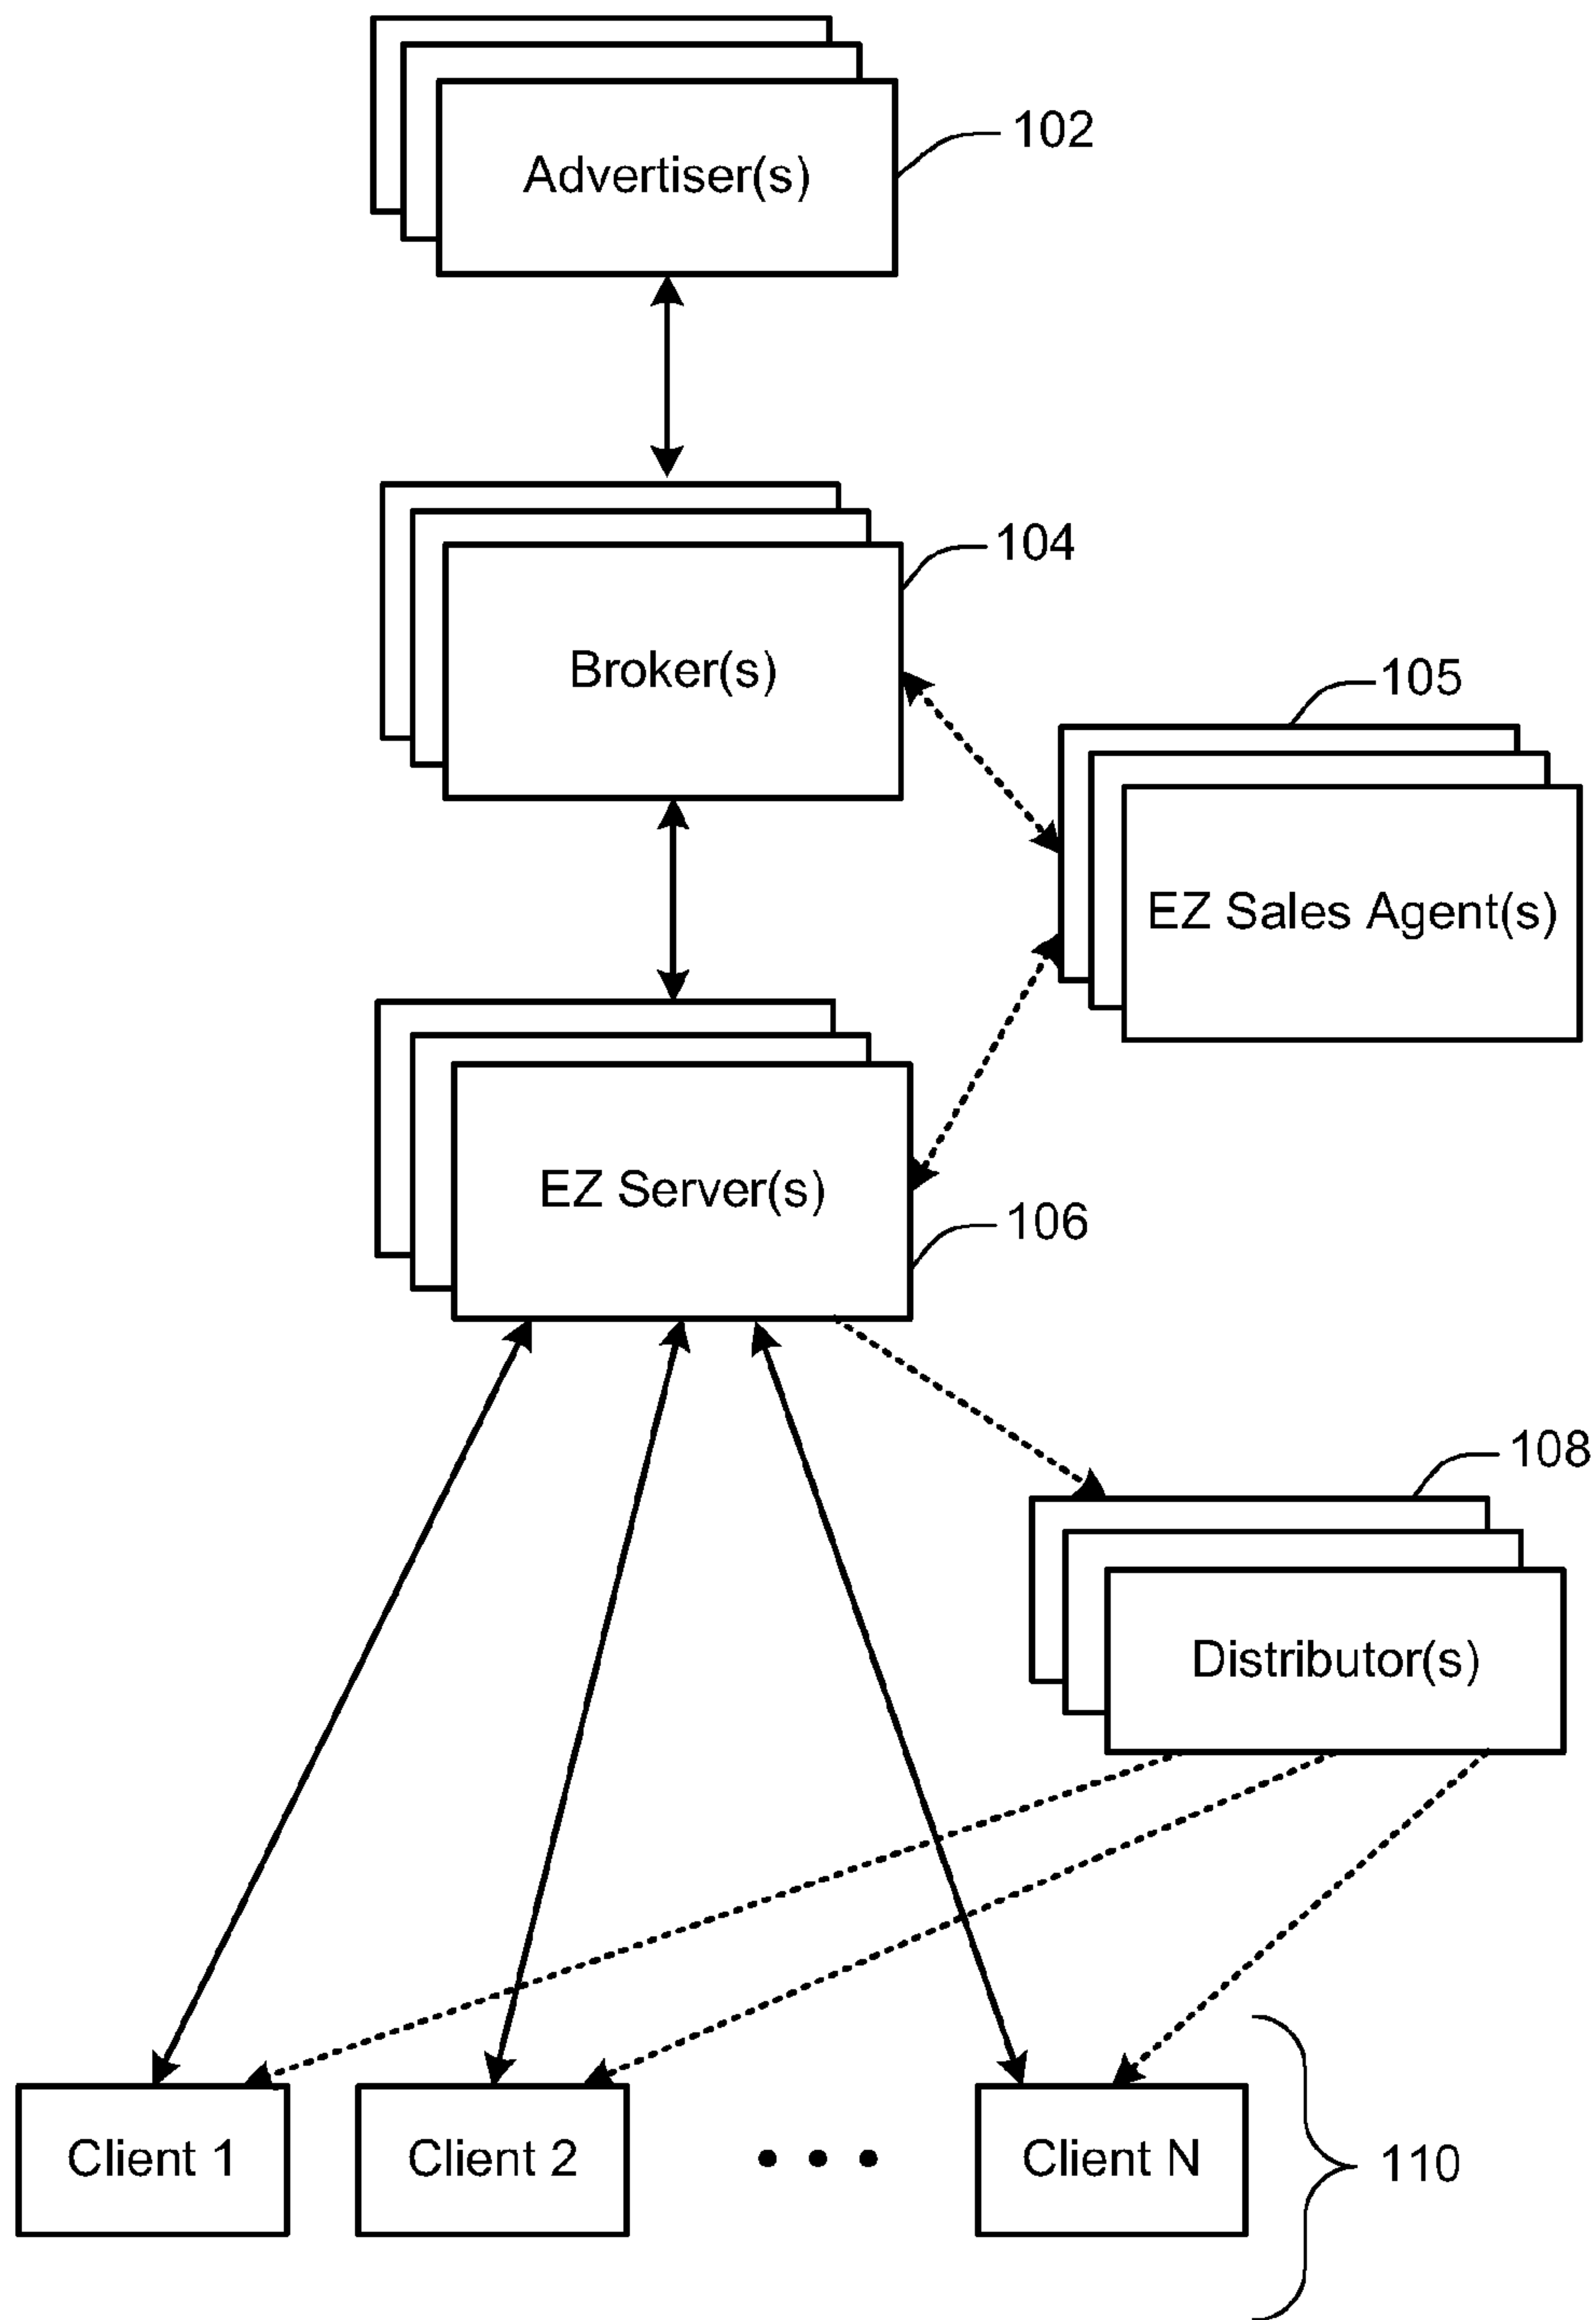 102
Advertiser(s)
104
Broker(s)
105
EZ Sales Agent(s)
EZ Server(s)
106
108
Distributor(s)
Client 1
Client 2
• • •
Client N
110